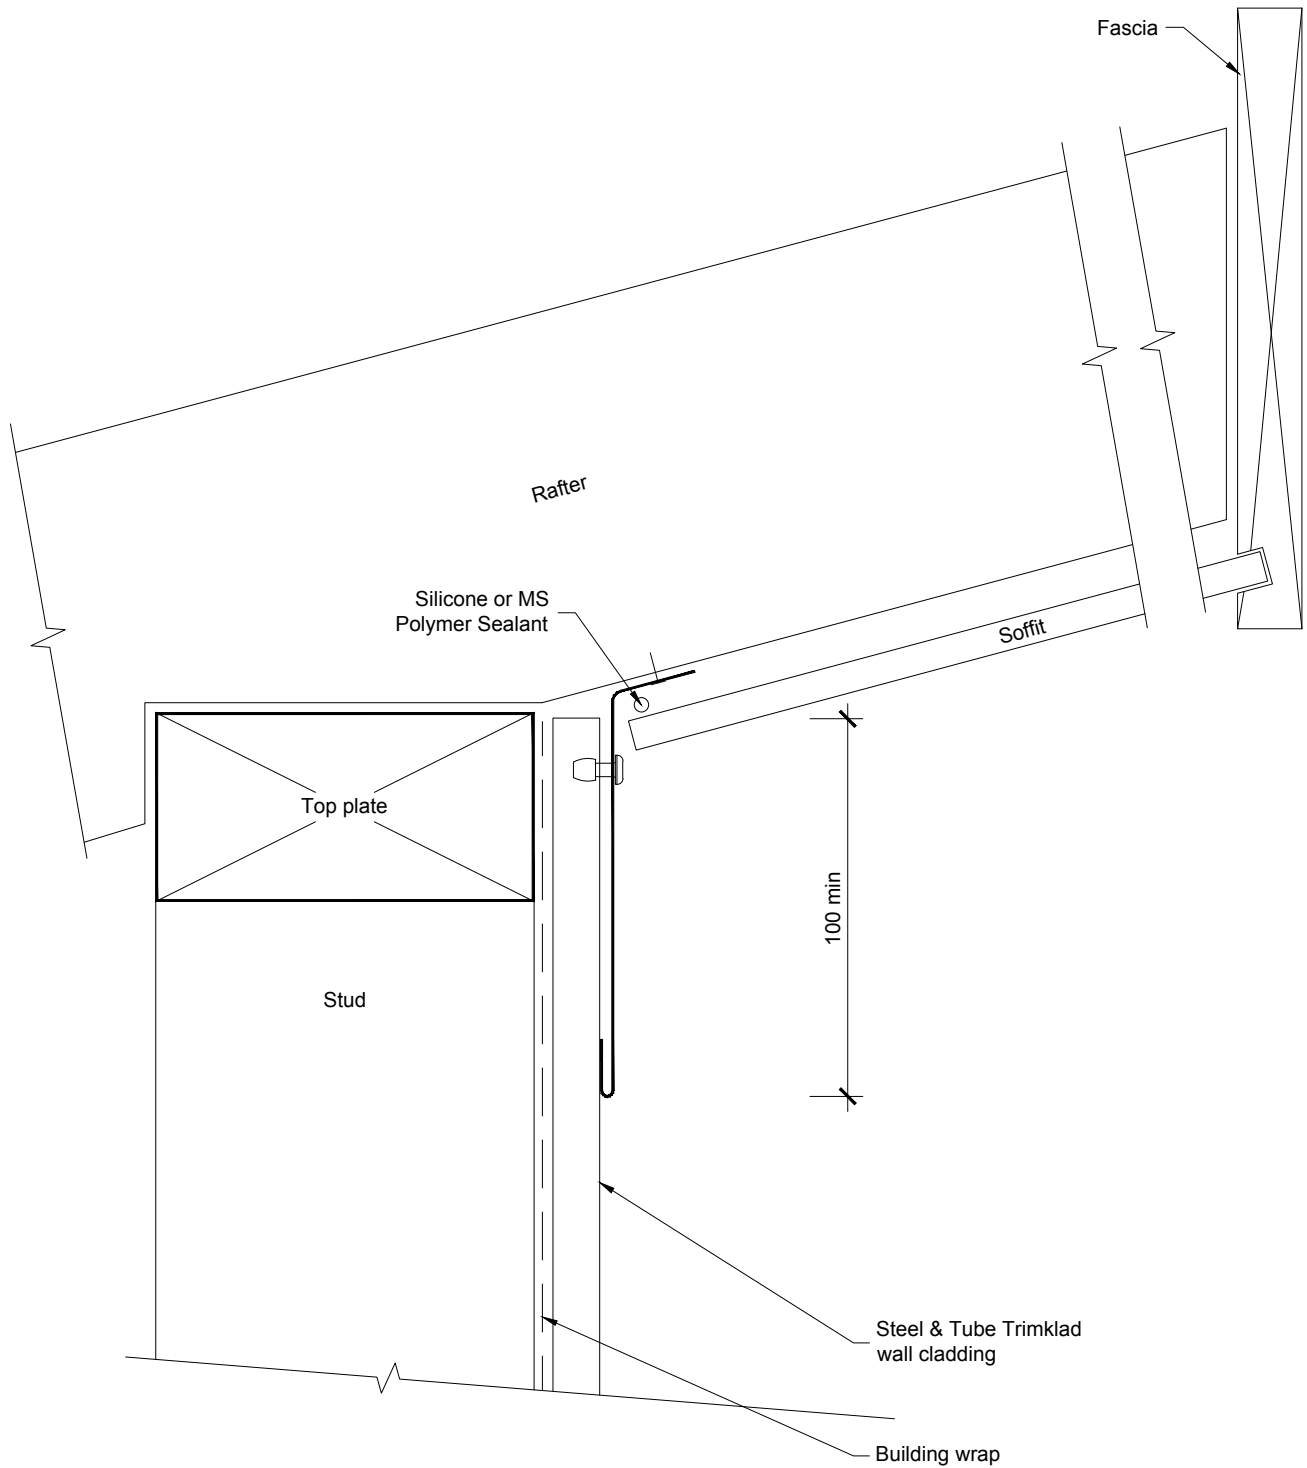 Fascia
Rafter
Silicone or MS
Polymer Sealant
Soffit
Top plate
100 min
Stud
Steel & Tube Trimklad
wall cladding
Building wrap